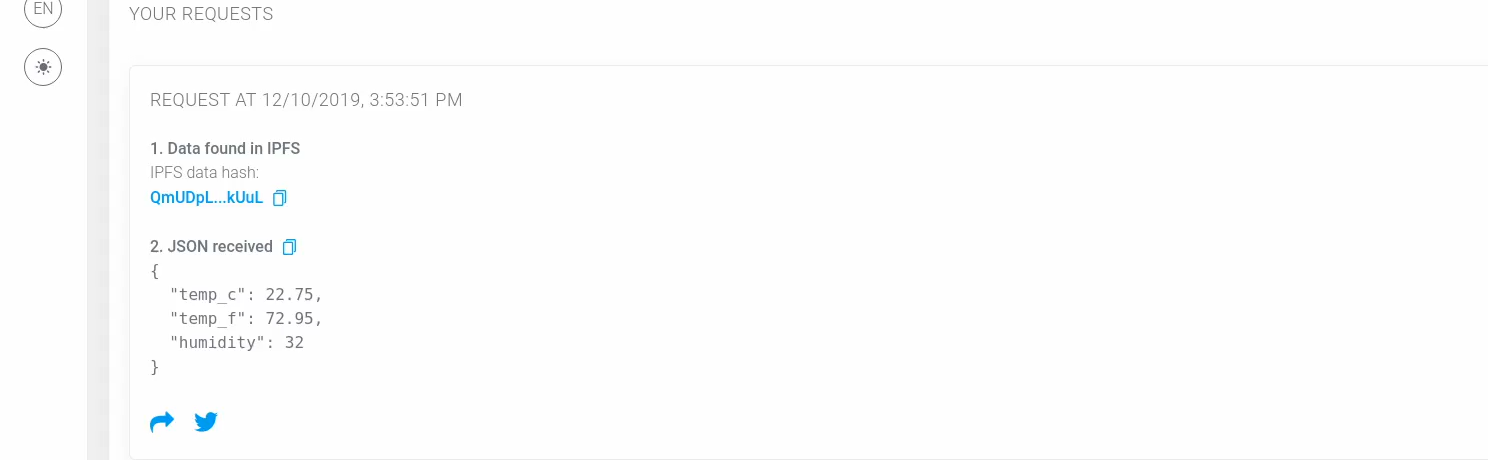 EN
YOUR REQUESTS
REQUEST AT 12/10/2019, 3:53:51 PM
1. Data found in IPFS
IPFS data hash:
QmUDpL...kUuL
2. JSON received
{
"temp_c": 22.75,
"temp_f": 72.95,
"humidity": 32
}